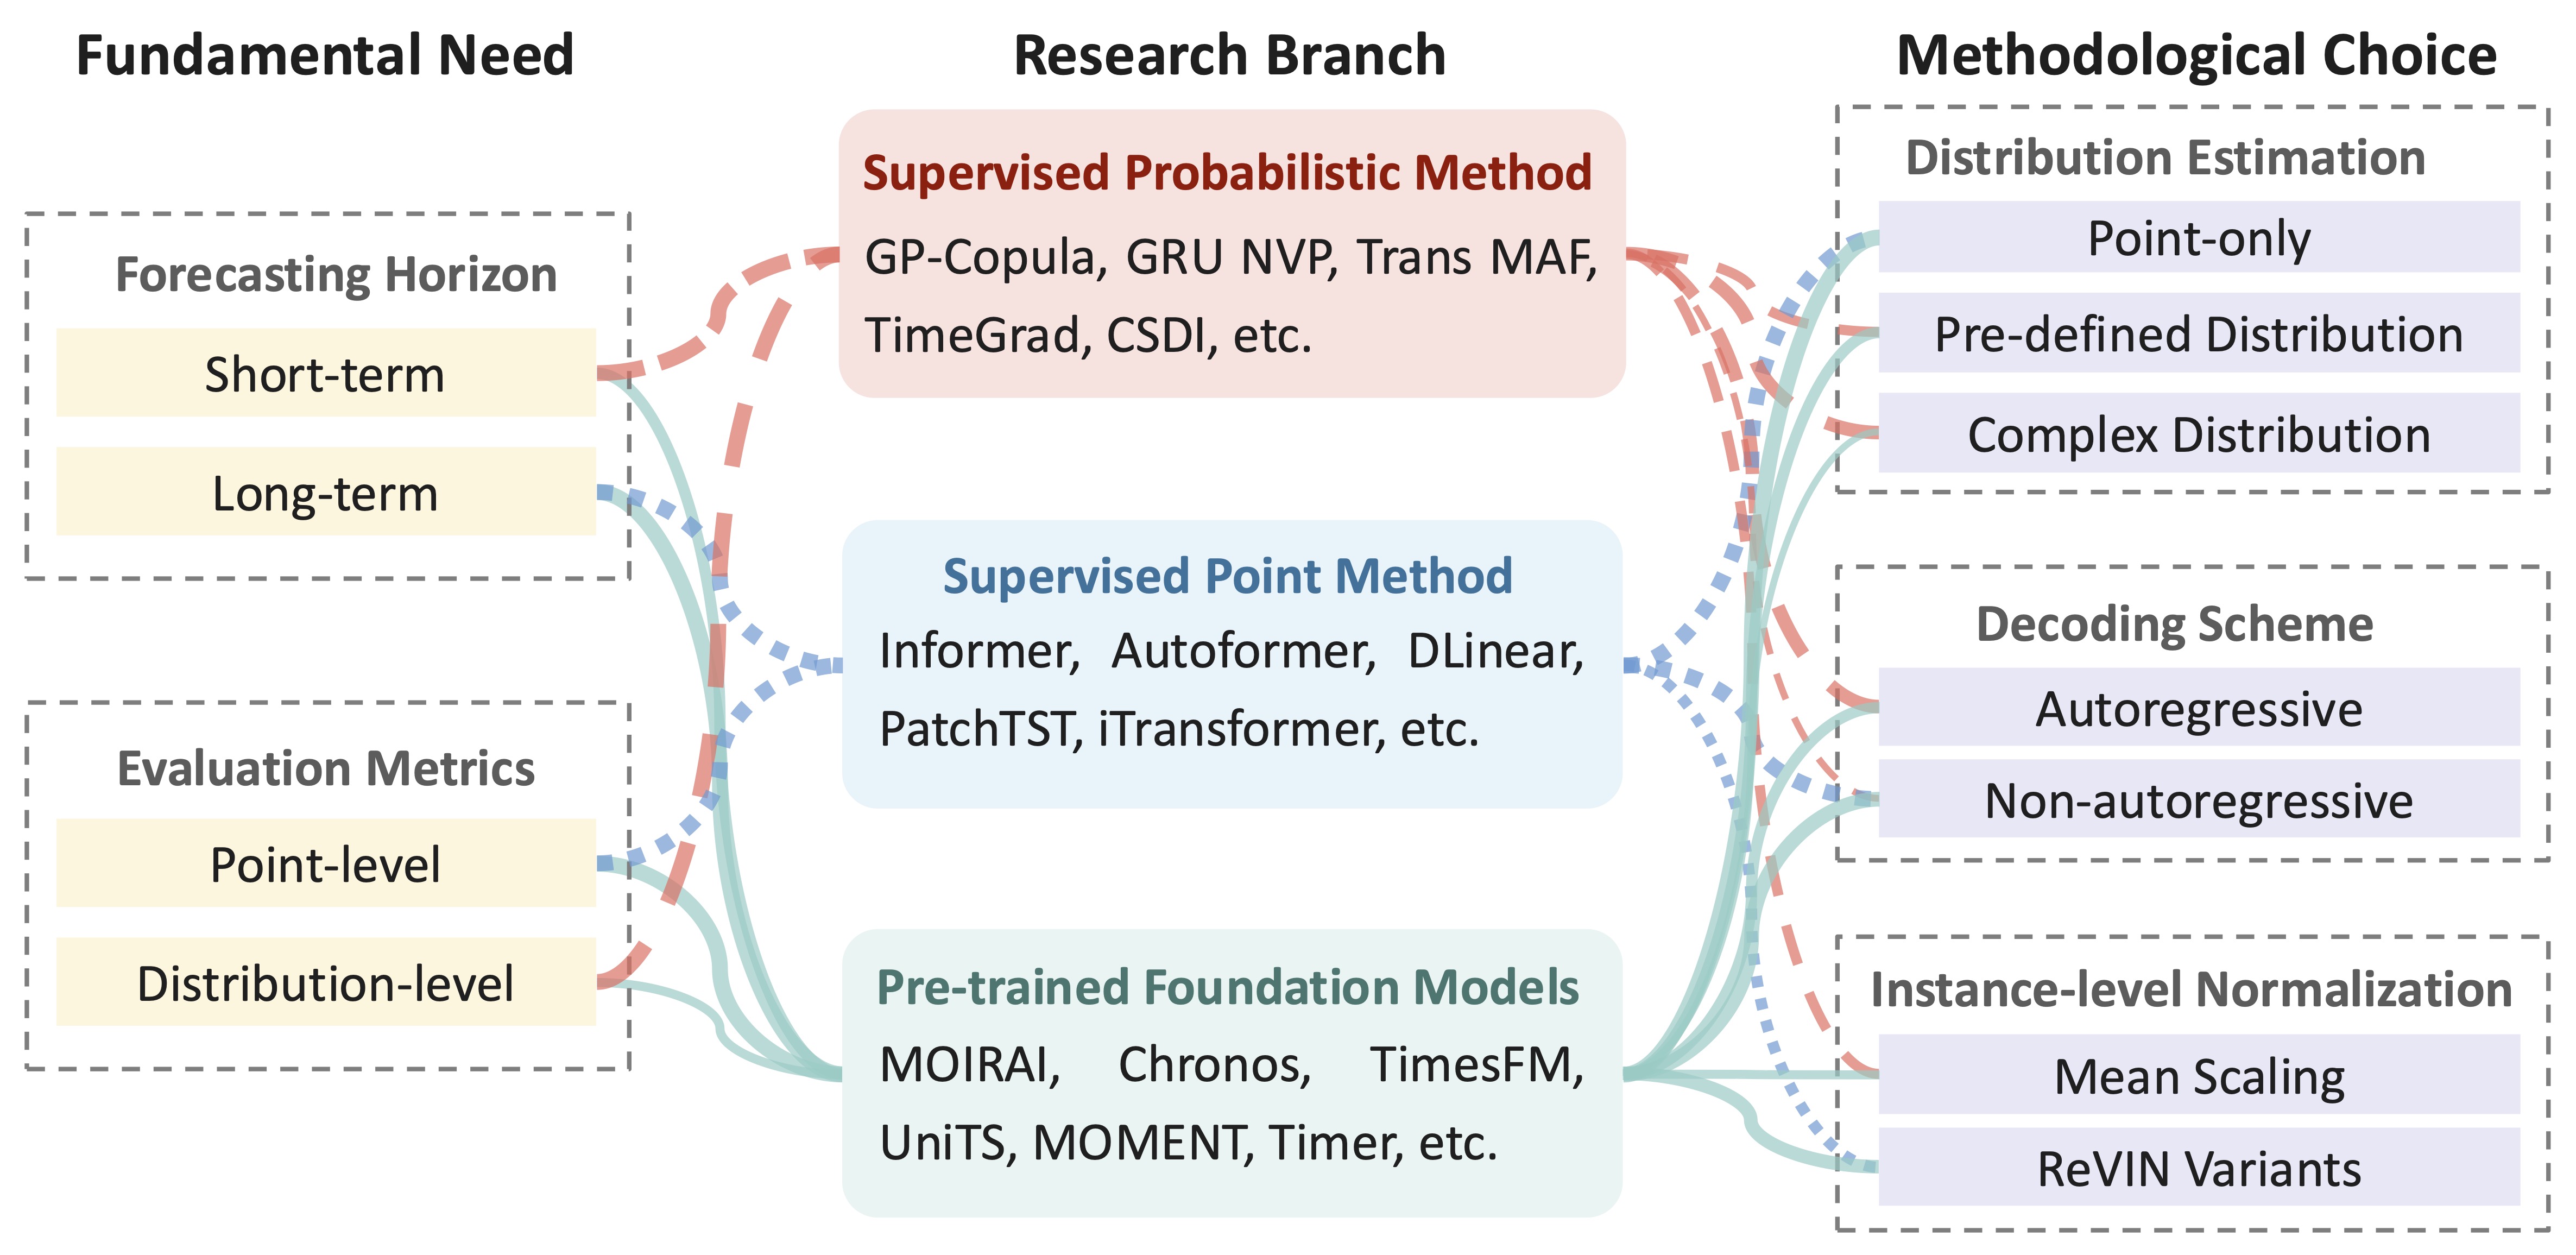 Fundamental Need
Forecasting Horizon
Short-term
Long-term
Evaluation Metrics
Point-level
Distribution-level
Research Branch
Supervised Probabilistic Method
GP-Copula, GRU NVP, Trans MAF,
TimeGrad, CSDI, etc.
Supervised Point Method
Informer, Autoformer, DLinear,
PatchTST, iTransformer, etc.
Pre-trained Foundation Models
MOIRAI, Chronos, TimesFM,
UniTS, MOMENT, Timer, etc.
Methodological Choice
Distribution Estimation
Point-only
Pre-defined Distribution
Complex Distribution
Decoding Scheme
Autoregressive
Non-autoregressive
Instance-level Normalization
Mean Scaling
ReVIN Variants